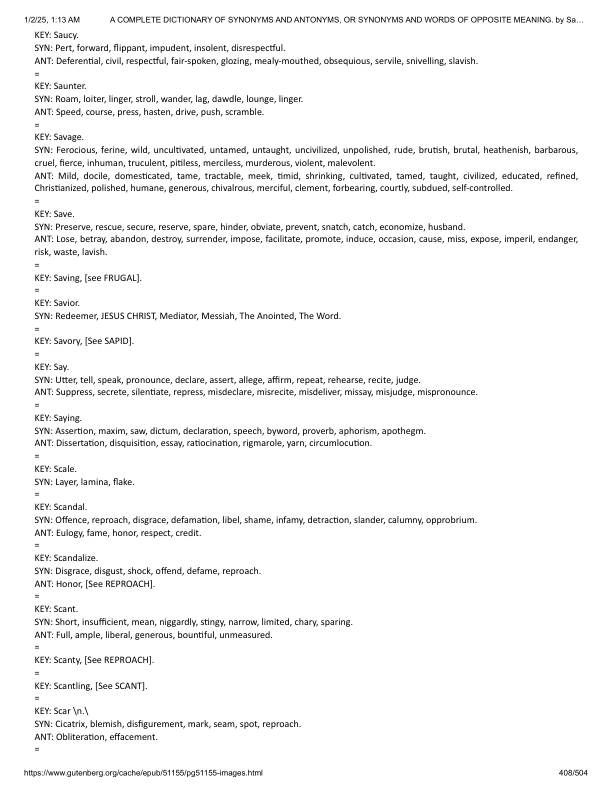 1/2/25, 1:13 AM A COMPLETE DICTIONARY OF SYNONYMS AND ANTONYMS, OR SYNONYMS AND WORDS OF OPPOSITE MEANING. by Sa…
KEY: Saucy.
SYN: Pert, forward, flippant, impudent, insolent, disrespectful.
ANT: Deferential, civil, respectful, fair-spoken, glozing, mealy-mouthed, obsequious, servile, snivelling, slavish.
=
KEY: Saunter.
SYN: Roam, loiter, linger, stroll, wander, lag, dawdle, lounge, linger.
ANT: Speed, course, press, hasten, drive, push, scramble.
=
KEY: Savage.
SYN: Ferocious, ferine, wild, uncultivated, untamed, untaught, uncivilized, unpolished, rude, brutish, brutal, heathenish, barbarous,
cruel, fierce, inhuman, truculent, pitiless, merciless, murderous, violent, malevolent.
ANT: Mild, docile, domesticated, tame, tractable, meek, timid, shrinking, cultivated, tamed, taught, civilized, educated, refined,
Christianized, polished, humane, generous, chivalrous, merciful, clement, forbearing, courtly, subdued, self-controlled.
=
KEY: Save.
SYN: Preserve, rescue, secure, reserve, spare, hinder, obviate, prevent, snatch, catch, economize, husband.
ANT: Lose, betray, abandon, destroy, surrender, impose, facilitate, promote, induce, occasion, cause, miss, expose, imperil, endanger,
risk, waste, lavish.
=
KEY: Saving, [see FRUGAL].
=
KEY: Savior.
SYN: Redeemer, JESUS CHRIST, Mediator, Messiah, The Anointed, The Word.
=
KEY: Savory, [See SAPID].
=
KEY: Say.
SYN: Utter, tell, speak, pronounce, declare, assert, allege, affirm, repeat, rehearse, recite, judge.
ANT: Suppress, secrete, silentiate, repress, misdeclare, misrecite, misdeliver, missay, misjudge, mispronounce.
=
KEY: Saying.
SYN: Assertion, maxim, saw, dictum, declaration, speech, byword, proverb, aphorism, apothegm.
ANT: Dissertation, disquisition, essay, ratiocination, rigmarole, yarn, circumlocution.
=
KEY: Scale.
SYN: Layer, lamina, flake.
=
KEY: Scandal.
SYN: Offence, reproach, disgrace, defamation, libel, shame, infamy, detraction, slander, calumny, opprobrium.
ANT: Eulogy, fame, honor, respect, credit.
=
KEY: Scandalize.
SYN: Disgrace, disgust, shock, offend, defame, reproach.
ANT: Honor, [See REPROACH].
=
KEY: Scant.
SYN: Short, insufficient, mean, niggardly, stingy, narrow, limited, chary, sparing.
ANT: Full, ample, liberal, generous, bountiful, unmeasured.
=
KEY: Scanty, [See REPROACH].
=
KEY: Scantling, [See SCANT].
=
KEY: Scar \n.\
SYN: Cicatrix, blemish, disfigurement, mark, seam, spot, reproach.
ANT: Obliteration, effacement.
=
https://www.gutenberg.org/cache/epub/51155/pg51155-images.html 408/504